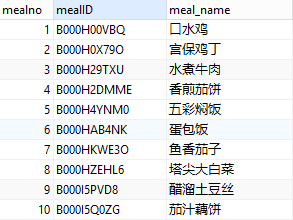 mealno mealID meal_name
1 B000H00VBQ 口水鸡
2 B000H0X79O 宫保鸡丁
3 B000H29TXU 水煮牛肉
4 B000H2DMME 香煎茄饼
5 B000H4YNM0 五彩焖饭
6 B000HAB4NK 蛋包饭
7 B000HKWE3O 鱼香茄子
8 B000HZEHL6 塔尖大白菜
9 B000I5PVD8 醋溜土豆丝
10 B000I5Q0ZG 茄汁藕饼